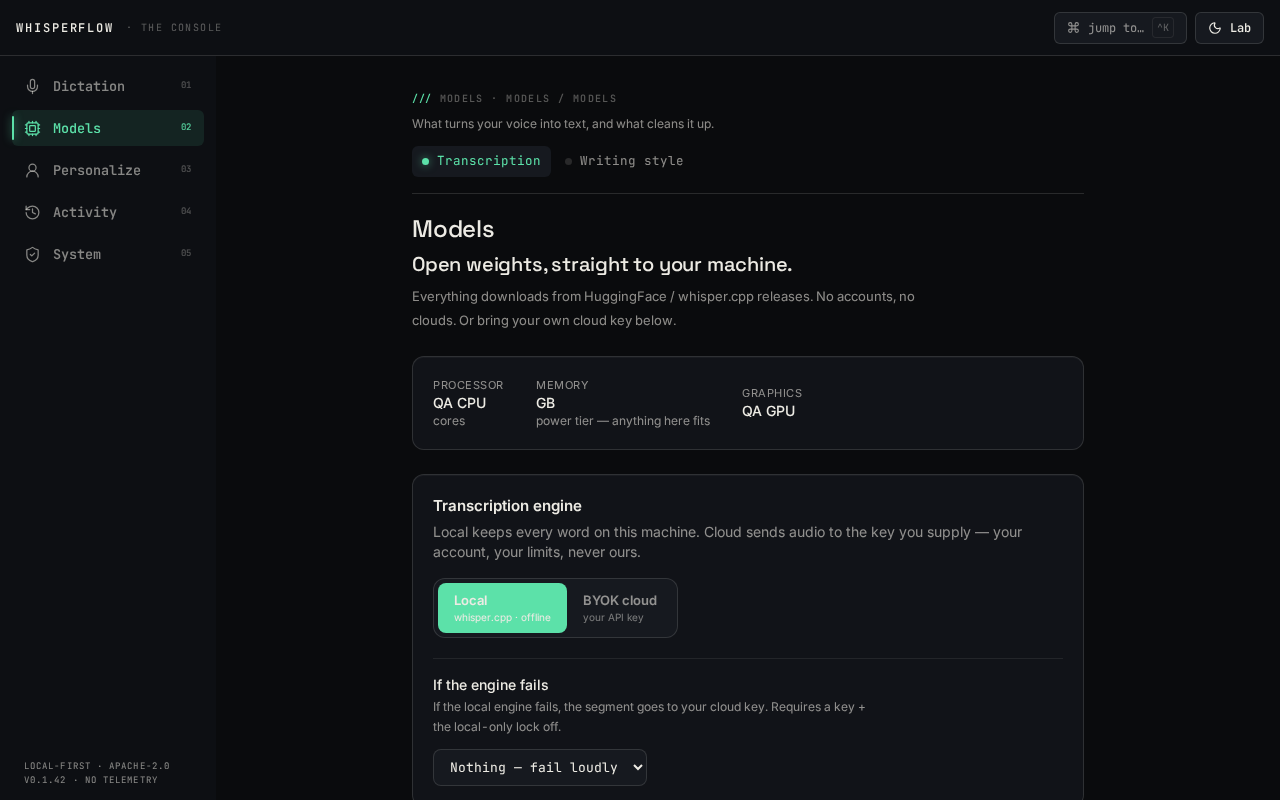 WHISPERFLOW · THE CONSOLE
⌘ jump to… ^K
Lab
Dictation 01
Models 02
Personalize 03
Activity 04
System 05
LOCAL-FIRST · APACHE-2.0
V0.1.42 · NO TELEMETRY
/// MODELS · MODELS / MODELS
What turns your voice into text, and what cleans it up.
Transcription
Writing style
Models
Open weights, straight to your machine.
Everything downloads from HuggingFace / whisper.cpp releases. No accounts, no
clouds. Or bring your own cloud key below.
PROCESSOR
QA CPU
cores
MEMORY
GB
power tier — anything here fits
GRAPHICS
QA GPU
Transcription engine
Local keeps every word on this machine. Cloud sends audio to the key you supply — your
account, your limits, never ours.
Local
whisper.cpp · offline
BYOK cloud
your API key
If the engine fails
If the local engine fails, the segment goes to your cloud key. Requires a key +
the local-only lock off.
Nothing — fail loudly